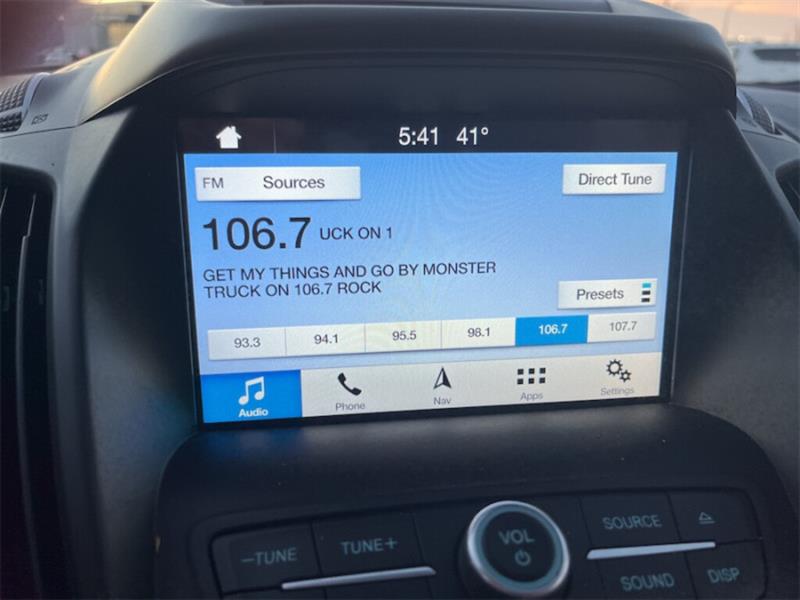 5:41 41°
FM Sources
Direct Tune
106.7 UCK ON 1
GET MY THINGS AND GO BY MONSTER
TRUCK ON 106.7 ROCK
Presets
93.3 94.1 95.5 98.1 106.7 107.7
Audio Phone Nav Apps Settings
VOL
SOURCE
−TUNE TUNE+
SOUND DISP